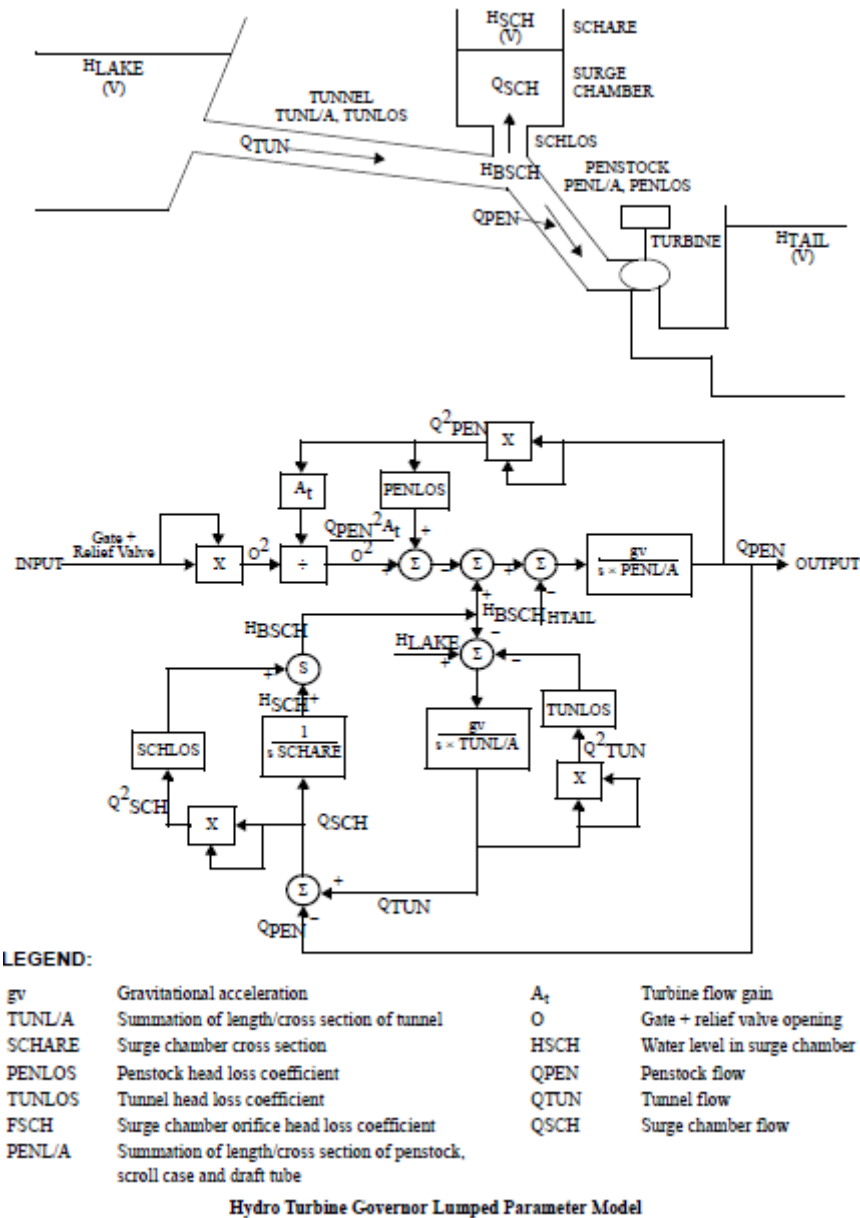 HSCH
(V)
SCHARE
HLAKE
(V)
SURGE
CHAMBER
QSCH
TUNNEL
TUNL/A, TUNLOS
QTUN
SCHLOS
HBSCH
PENSTOCK
PENL/A, PENLOS
QPEN
TURBINE
HTAIL
(V)
Q2PEN
X
At
PENLOS
Gate +
Relief Valve
INPUT
X
O2
÷
QPEN2At
O2
+
+
Σ
−
Σ
+
+
Σ
−
gv
s × PENL/A
QPEN
OUTPUT
HBSCH
HTAIL
HBSCH
HLAKE
+
−
Σ
−
+
S
HSCH
+
SCHLOS
1
s SCHARE
gv
s × TUNL/A
TUNLOS
Q2TUN
X
Q2SCH
X
QSCH
Σ
+
QTUN
QPEN
−
LEGEND:
gv Gravitational acceleration At Turbine flow gain
TUNL/A Summation of length/cross section of tunnel O Gate + relief valve opening
SCHARE Surge chamber cross section HSCH Water level in surge chamber
PENLOS Penstock head loss coefficient QPEN Penstock flow
TUNLOS Tunnel head loss coefficient QTUN Tunnel flow
FSCH Surge chamber orifice head loss coefficient QSCH Surge chamber flow
PENL/A Summation of length/cross section of penstock,
scroll case and draft tube
Hydro Turbine Governor Lumped Parameter Model